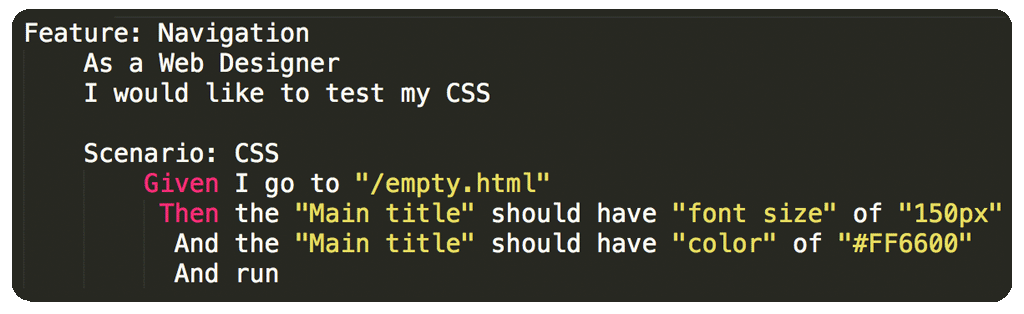 Feature: Navigation
As a Web Designer
I would like to test my CSS
Scenario: CSS
Given I go to "/empty.html"
Then the "Main title" should have "font size" of "150px"
And the "Main title" should have "color" of "#FF6600"
And run